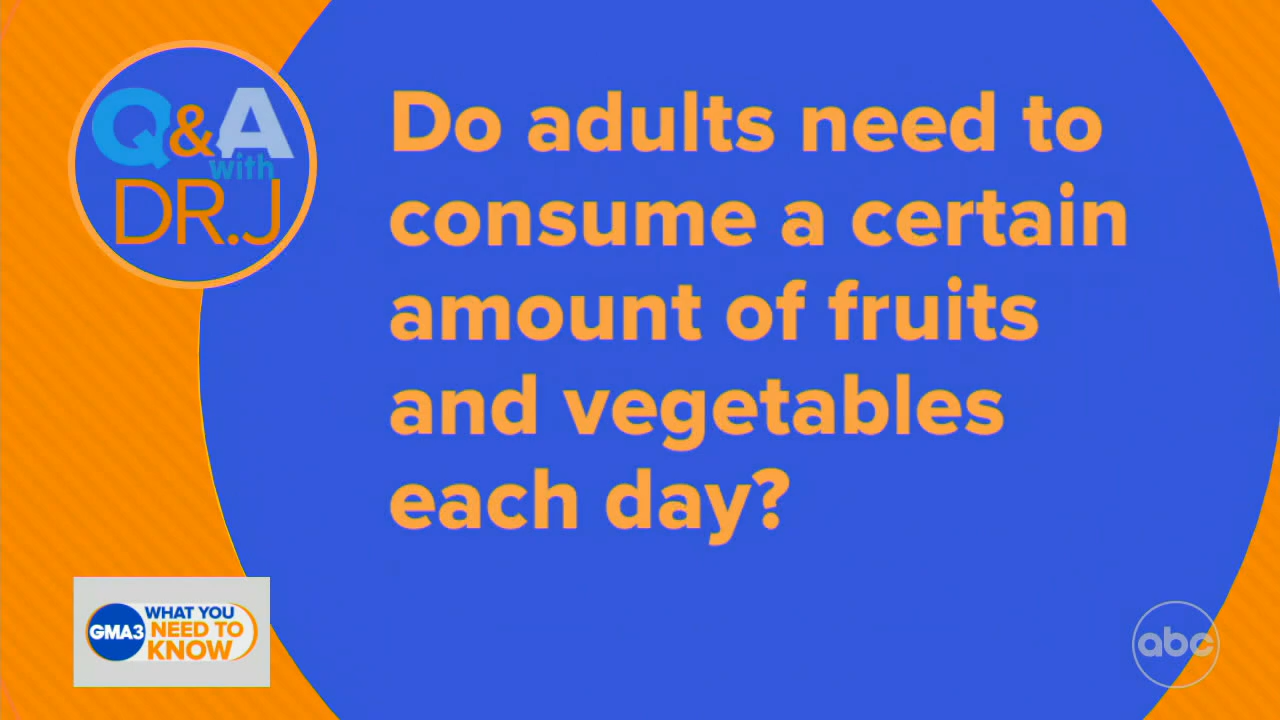 Q&A
with
DR.J
Do adults need to
consume a certain
amount of fruits
and vegetables
each day?
GMA3
WHAT YOU
NEED TO
KNOW
abc